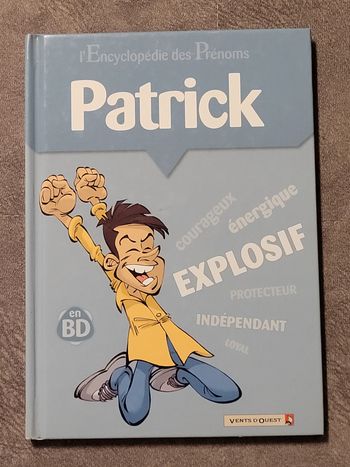 l'Encyclopédie des Prénoms
Patrick
courageux
énergique
EXPLOSIF
PROTECTEUR
INDÉPENDANT
LOYAL
en
BD
VENTS D'OUEST